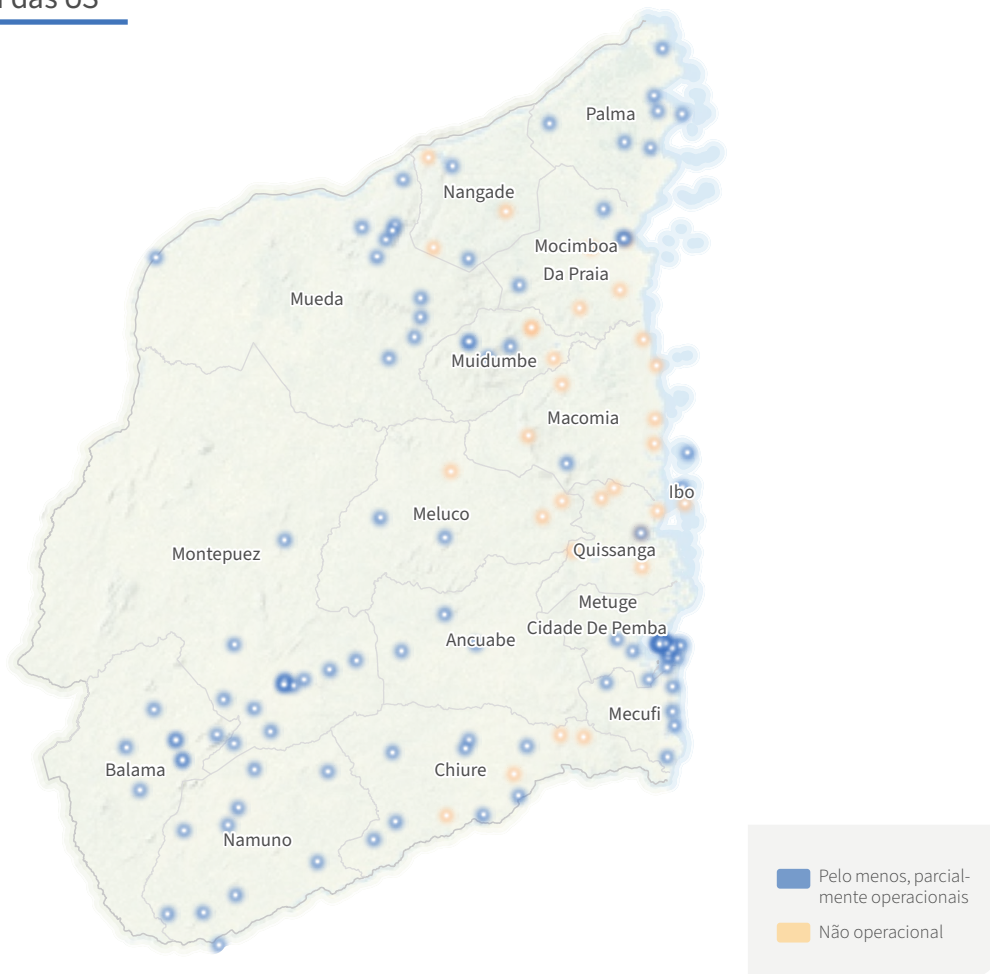 das US
Palma
Nangade
Mocimboa
Da Praia
Mueda
Muidumbe
Macomia
Ibo
Meluco
Montepuez
Quissanga
Metuge
Cidade De Pemba
Ancuabe
Mecufi
Balama
Chiure
Namuno
Pelo menos, parcial-
mente operacionais
Não operacional